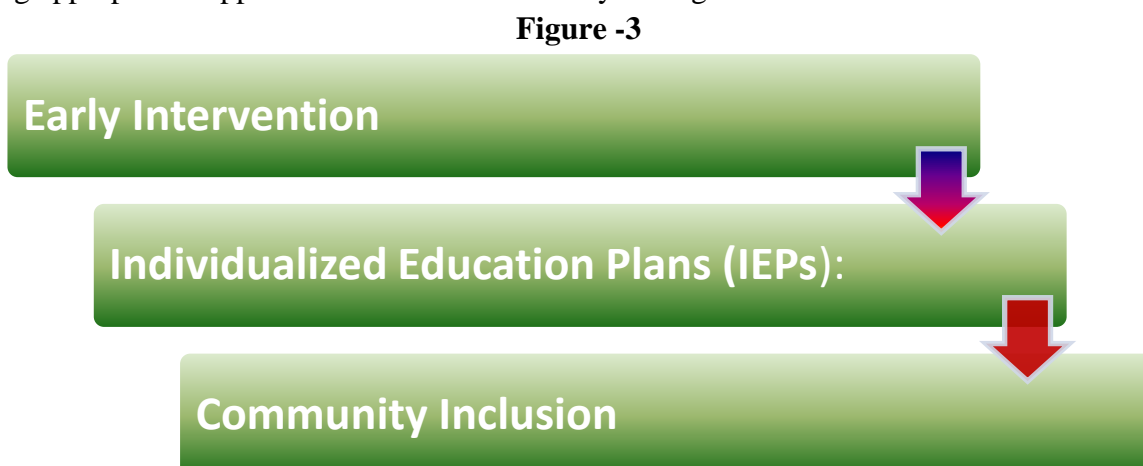 Figure -3
Early Intervention
Individualized Education Plans (IEPs):
Community Inclusion